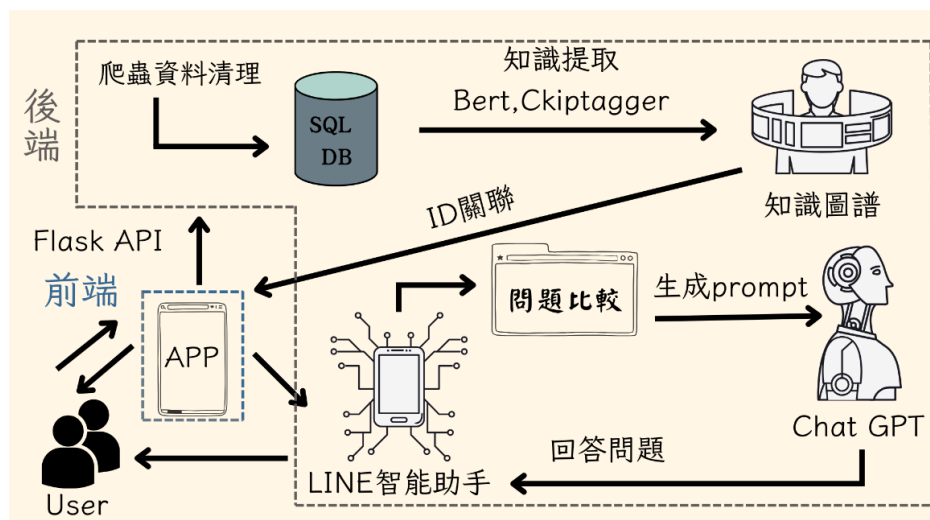 爬蟲資料清理
後端
SQL
DB
知識提取
Bert,Ckiptagger
知識圖譜
ID關聯
Flask API
前端
APP
問題比較
生成prompt
Chat GPT
回答問題
LINE智能助手
User